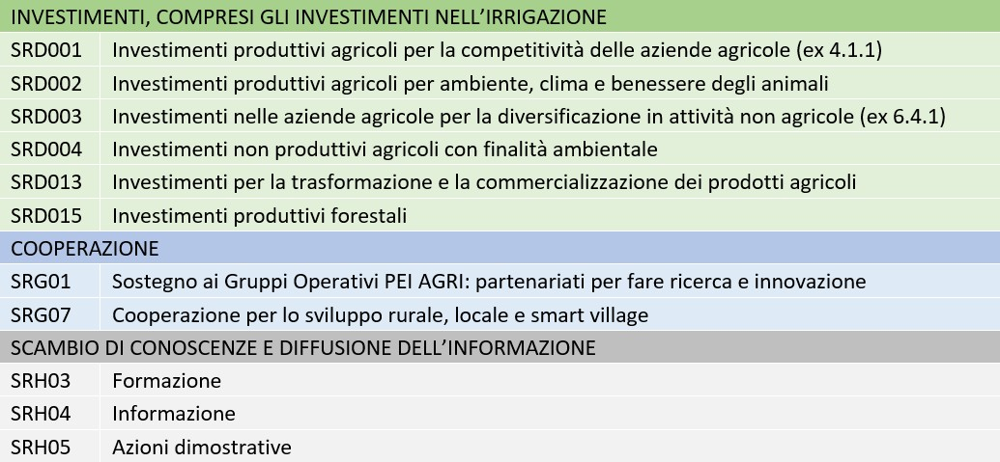 INVESTIMENTI, COMPRESI GLI INVESTIMENTI NELL’IRRIGAZIONE
SRD001 Investimenti produttivi agricoli per la competitività delle aziende agricole (ex 4.1.1)
SRD002 Investimenti produttivi agricoli per ambiente, clima e benessere degli animali
SRD003 Investimenti nelle aziende agricole per la diversificazione in attività non agricole (ex 6.4.1)
SRD004 Investimenti non produttivi agricoli con finalità ambientale
SRD013 Investimenti per la trasformazione e la commercializzazione dei prodotti agricoli
SRD015 Investimenti produttivi forestali
COOPERAZIONE
SRG01 Sostegno ai Gruppi Operativi PEI AGRI: partenariati per fare ricerca e innovazione
SRG07 Cooperazione per lo sviluppo rurale, locale e smart village
SCAMBIO DI CONOSCENZE E DIFFUSIONE DELL’INFORMAZIONE
SRH03 Formazione
SRH04 Informazione
SRH05 Azioni dimostrative